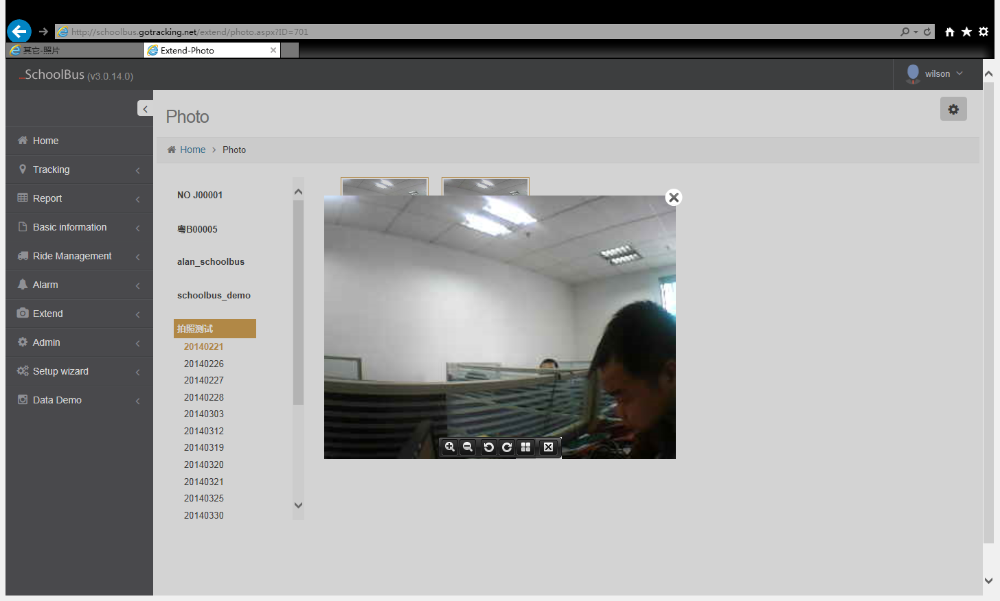 http://schoolbus.gotracking.net/extend/photo.aspx?ID=701
其它-照片
Extend-Photo
...SchoolBus (v3.0.14.0)
wilson
Photo
Home
Photo
Home
Tracking
Report
Basic information
Ride Management
Alarm
Extend
Admin
Setup wizard
Data Demo
NO J00001
粤B00005
alan_schoolbus
schoolbus_demo
拍照测试
20140221
20140226
20140227
20140228
20140303
20140312
20140319
20140320
20140321
20140325
20140330